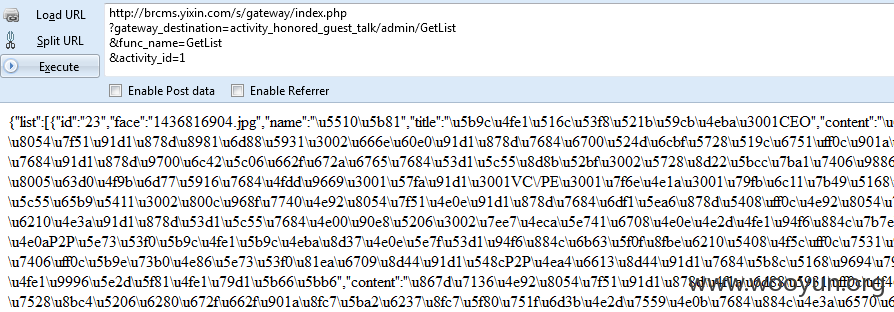 Load URL
http://brcms.yixin.com/s/gateway/index.php
?gateway_destination=activity_honored_guest_talk/admin/GetList
Split URL
&func_name=GetList
&activity_id=1
Execute
Enable Post data Enable Referrer
{"list":[{"id":"23","face":"1436816904.jpg","name":"\u5510\u5b81","title":"\u5b9c\u4fe1\u516c\u53f8\u521b\u59cb\u4eba\u3001CEO","content":"\u
\u8054\u7f51\u91d1\u878d\u8981\u6d88\u5931\u3002\u666e\u60e0\u91d1\u878d\u7684\u6700\u524d\u6cbf\u5728\u519c\u6751\uff0c\u901a
\u7684\u91d1\u878d\u9700\u6c42\u5c06\u662f\u672a\u6765\u7684\u53d1\u5c55\u8d8b\u52bf\u3002\u5728\u8d22\u5bcc\u7ba1\u7406\u9886
\u8005\u63d0\u4f9b\u6d77\u5916\u7684\u4fdd\u9669\u3001\u57fa\u91d1\u3001VC\/PE\u3001\u7f6e\u4e1a\u3001\u79fb\u6c11\u7b49\u5168
\u5c55\u65b9\u5411\u3002\u800c\u968f\u7740\u4e92\u8054\u7f51\u4e0e\u91d1\u878d\u7684\u6df1\u5ea6\u878d\u5408\uff0c\u4e92\u8054\u7
\u6210\u4e3a\u91d1\u878d\u53d1\u5c55\u7684\u4e00\u90e8\u5206\u3002\u7ee7\u4eca\u5e74\u6708\u4e0e\u4e2d\u4fe1\u94f6\u884c\u7b7e
\u4e0aP2P\u5e73\u53f0\u5b9c\u4fe1\u5b9c\u4eba\u8d37\u4e0e\u5e7f\u53d1\u94f6\u884c\u6b63\u5f0f\u8fbe\u6210\u5408\u4f5c\uff0c\u7531\u
\u7406\uff0c\u5b9e\u73b0\u4e86\u5e73\u53f0\u81ea\u6709\u8d44\u91d1\u548cP2P\u4ea4\u6613\u8d44\u91d1\u7684\u5b8c\u5168\u9694\u79
\u4fe1\u9996\u5e2d\u5f81\u4fe1\u79d1\u5b66\u5bb6","content":"\u867d\u7136\u4e92\u8054\u7f51\u91d1\u878d
\u7528\u8bc4\u5206\u6280\u672f\u662f\u901a\u8fc7\u5ba2\u6237\u8fc7\u5f80\u751f\u6d3b\u4e2d\u7559\u4e0b\u7684\u884c\u4e3a\u6570\u6
www.wooyun.org